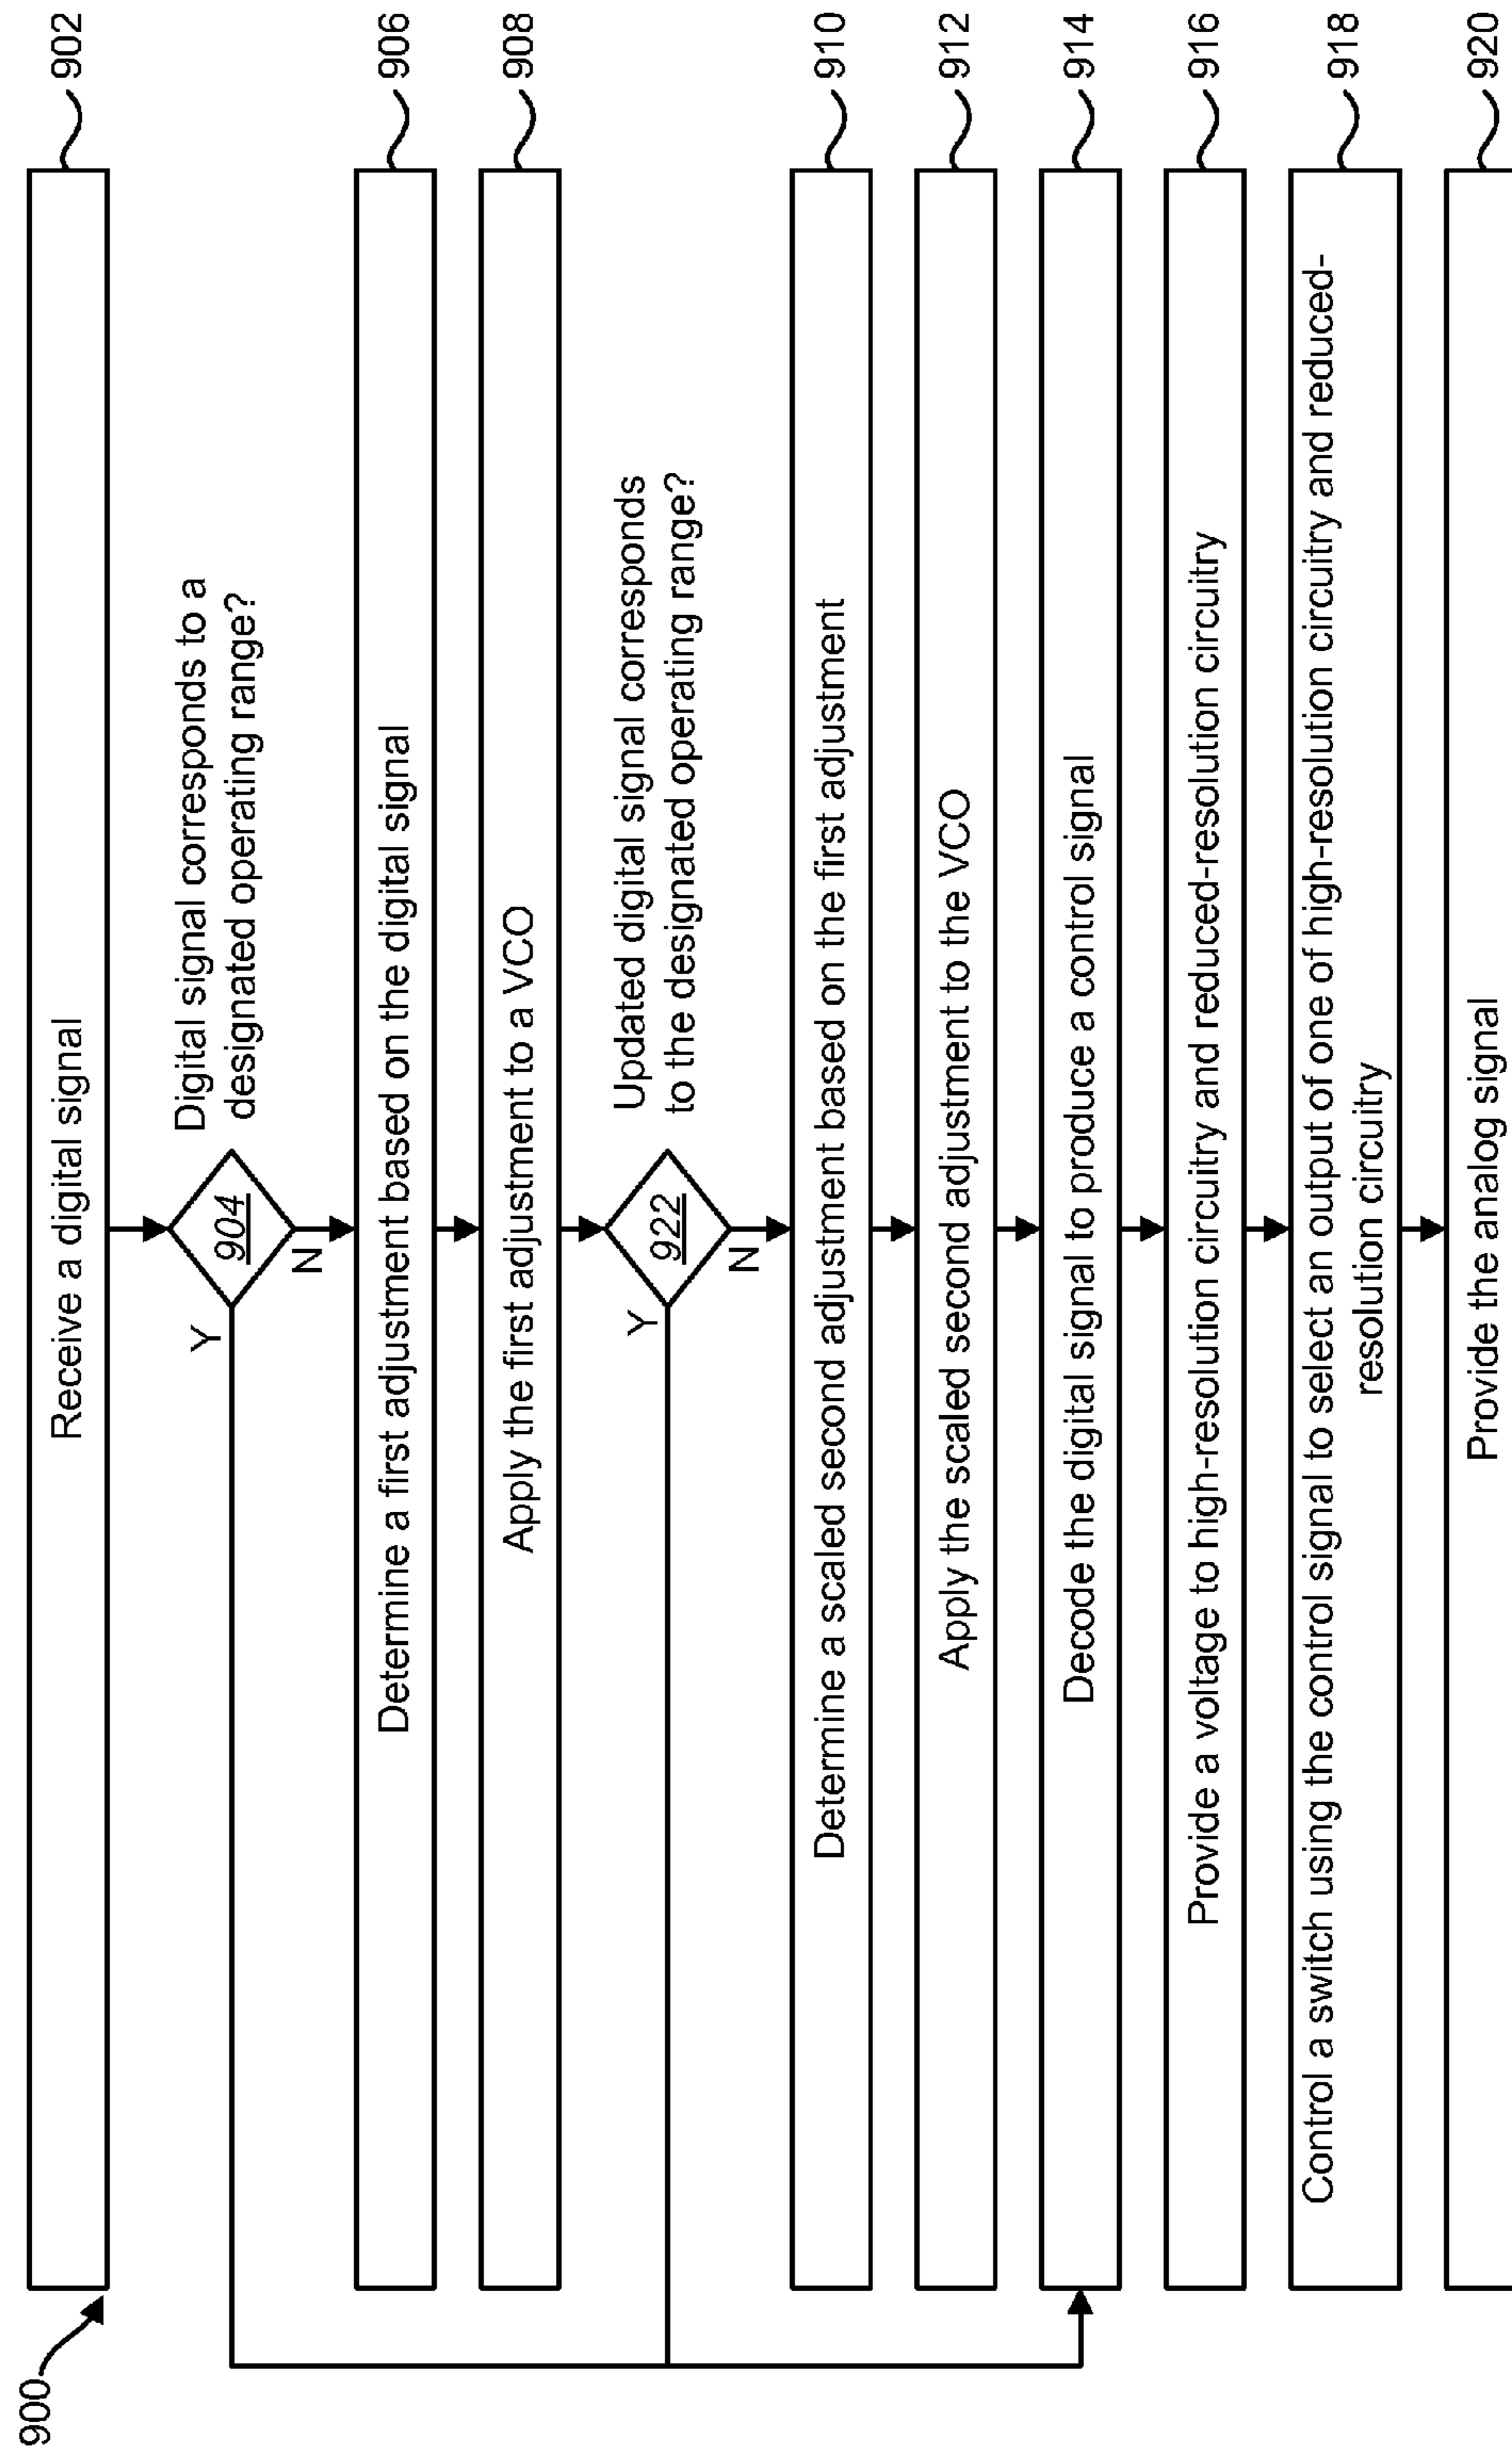 900
Receive a digital signal
902
Digital signal corresponds to a
designated operating range?
904
Y
N
Determine a first adjustment based on the digital signal
906
Apply the first adjustment to a VCO
908
Updated digital signal corresponds
to the designated operating range?
922
Y
N
Determine a scaled second adjustment based on the first adjustment
910
Apply the scaled second adjustment to the VCO
912
Decode the digital signal to produce a control signal
914
Provide a voltage to high-resolution circuitry and reduced-resolution circuitry
916
Control a switch using the control signal to select an output of one of high-resolution circuitry and reduced-
resolution circuitry
918
Provide the analog signal
920